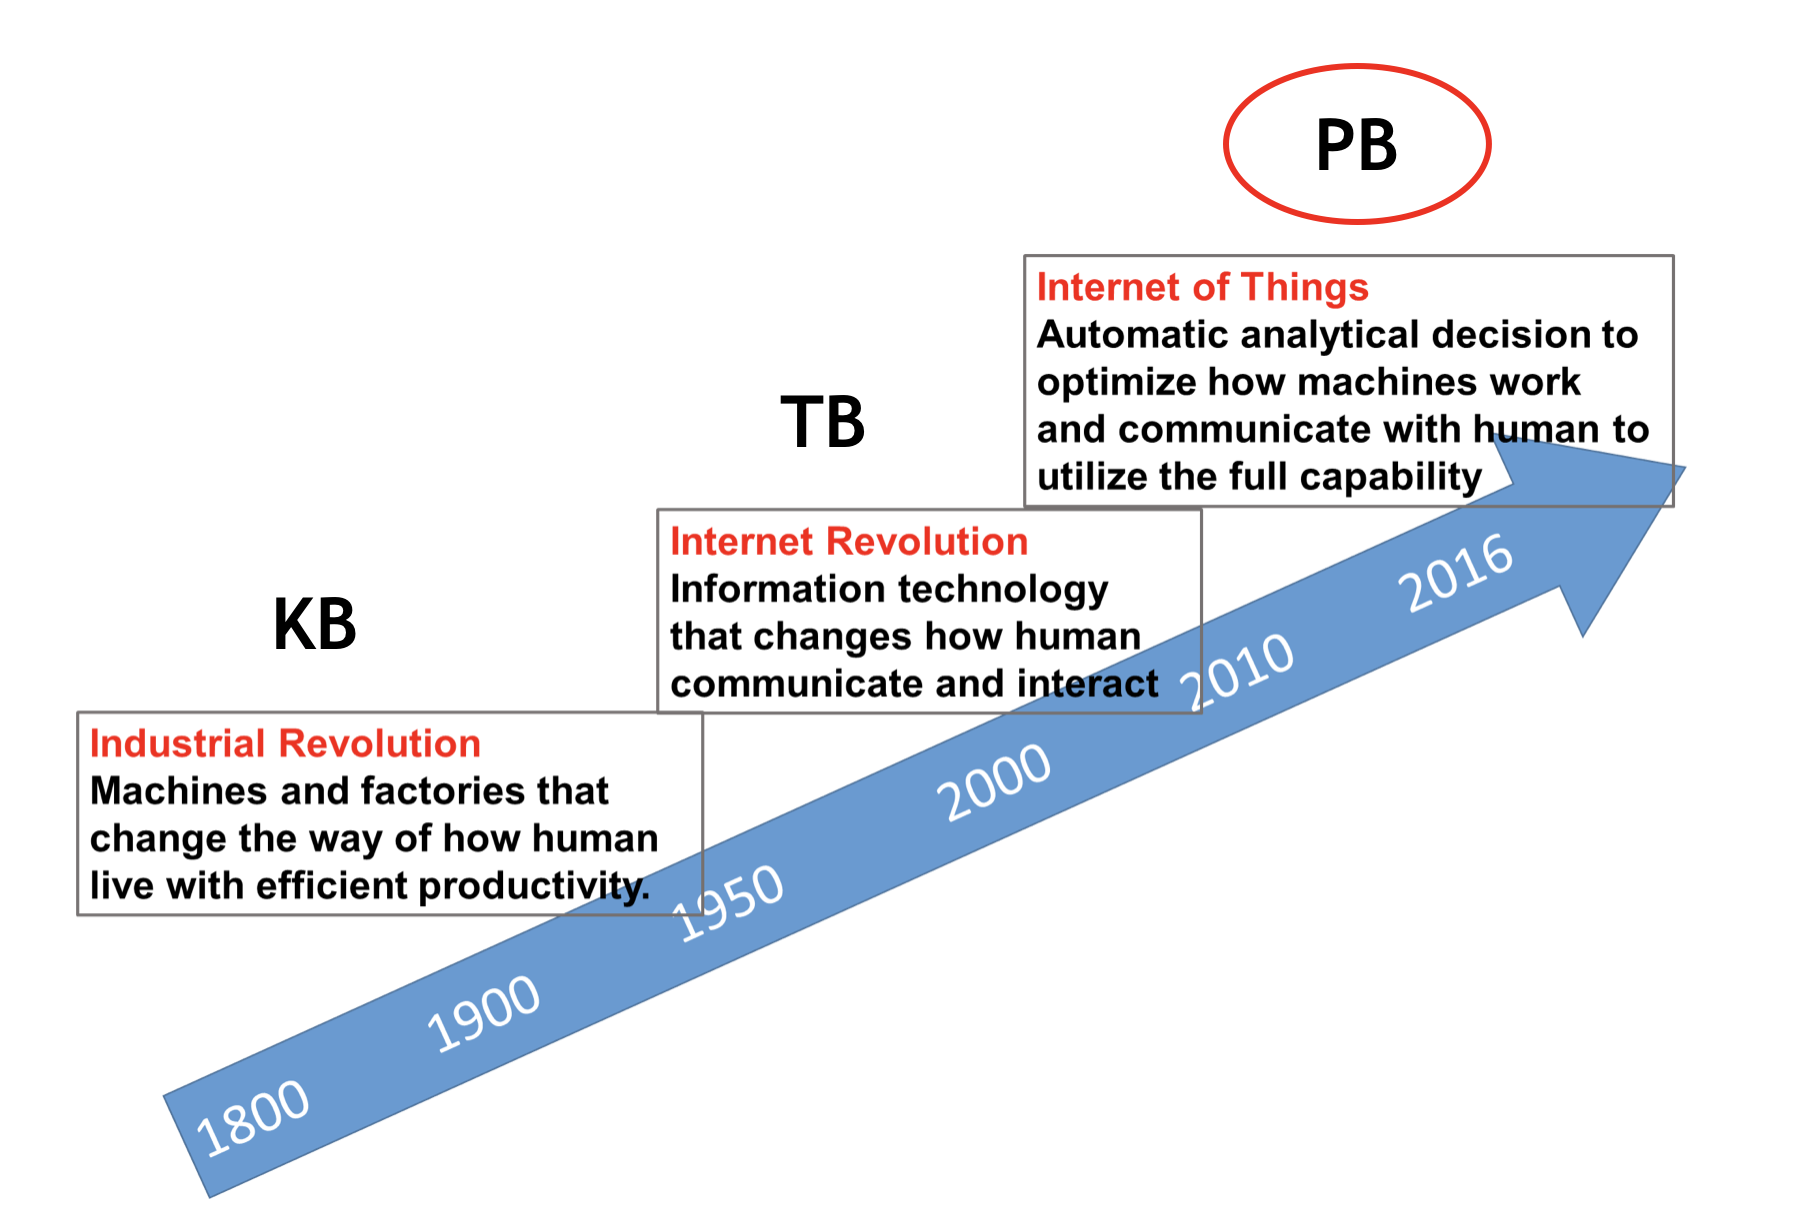 PB
Internet of Things
Automatic analytical decision to
optimize how machines work
and communicate with human to
utilize the full capability
TB
Internet Revolution
Information technology
that changes how human
communicate and interact
KB
Industrial Revolution
Machines and factories that
change the way of how human
live with efficient productivity.
1800
1900
1950
2000
2010
2016